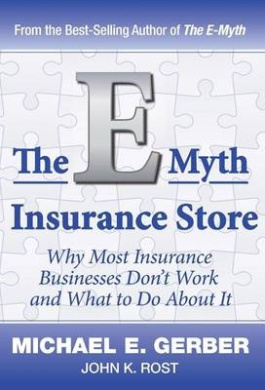 From the Best-Selling Author of The E-Myth
The E Myth
Insurance Store
Why Most Insurance
Businesses Don't Work
and What to Do About It
MICHAEL E. GERBER
JOHN K. ROST